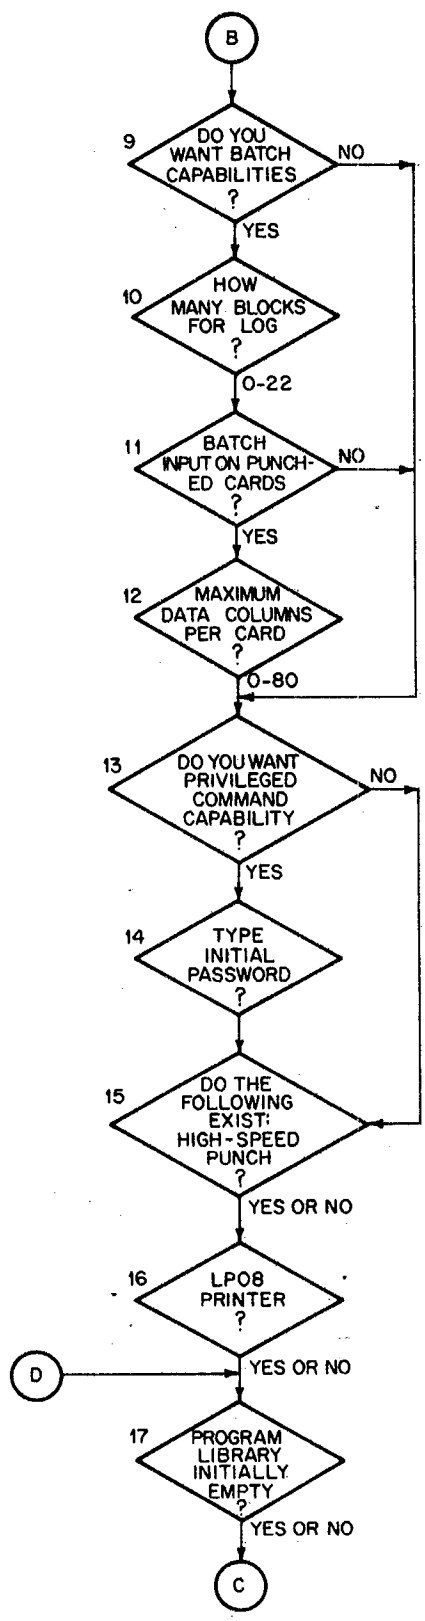 B
9
DO YOU
WANT BATCH
CAPABILITIES
?
NO
YES
10
HOW
MANY BLOCKS
FOR LOG
?
0-22
11
BATCH
INPUT ON PUNCH-
ED CARDS
?
NO
YES
12
MAXIMUM
DATA COLUMNS
PER CARD
?
0-80
13
DO YOU WANT
PRIVILEGED
COMMAND
CAPABILITY
?
NO
YES
14
TYPE
INITIAL
PASSWORD
?
15
DO THE
FOLLOWING
EXIST:
HIGH-SPEED
PUNCH
?
YES OR NO
16
LP08
PRINTER
?
YES OR NO
D
17
PROGRAM
LIBRARY
INITIALLY
EMPTY
?
YES OR NO
C